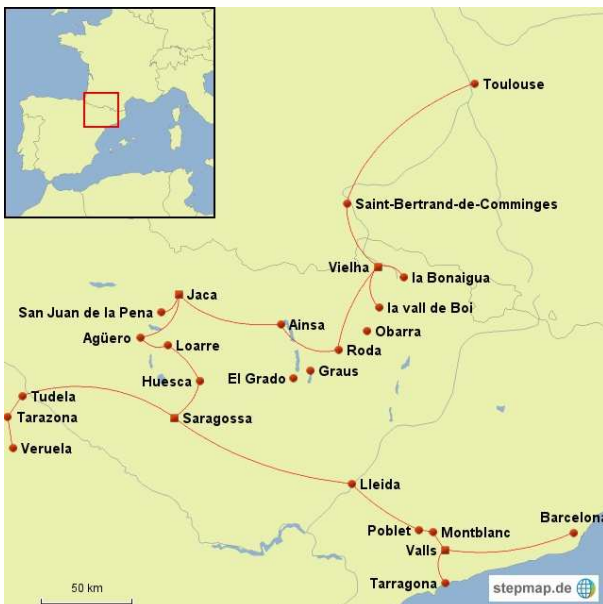 Toulouse
Saint-Bertrand-de-Comminges
Vielha
la Bonaigua
Jaca
San Juan de la Pena
la vall de Boi
Ainsa
Obarra
Agüero
Loarre
Roda
Graus
Huesca
El Grado
Tudela
Tarazona
Saragossa
Veruela
Lleida
Barcelona
Poblet
Montblanc
Valls
Tarragona
50 km
stepmap.de